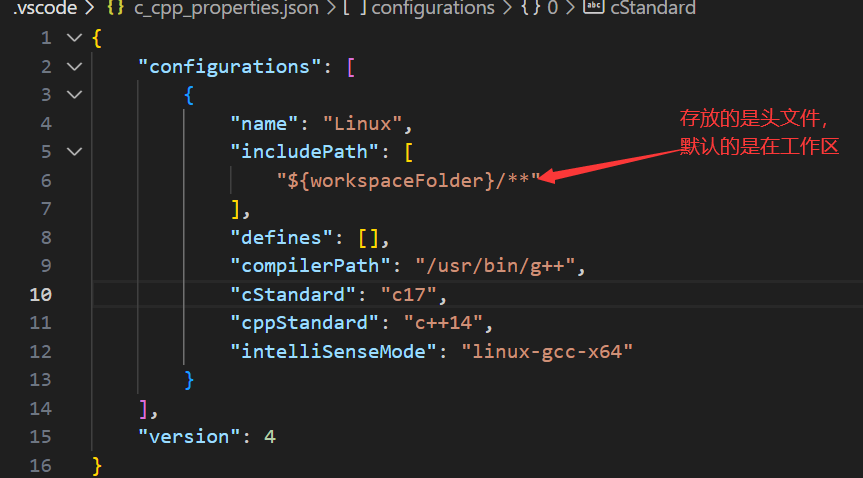 .vscode > {} c_cpp_properties.json > [ ] configurations > {} 0 > abc cStandard
1 {
2 "configurations": [
3 {
4 "name": "Linux",
存放的是头文件，
5 "includePath": [
默认的是在工作区
6 "${workspaceFolder}/**"
7 ],
8 "defines": [],
9 "compilerPath": "/usr/bin/g++",
10 "cStandard": "c17",
11 "cppStandard": "c++14",
12 "intelliSenseMode": "linux-gcc-x64"
13 }
14 ],
15 "version": 4
16 }